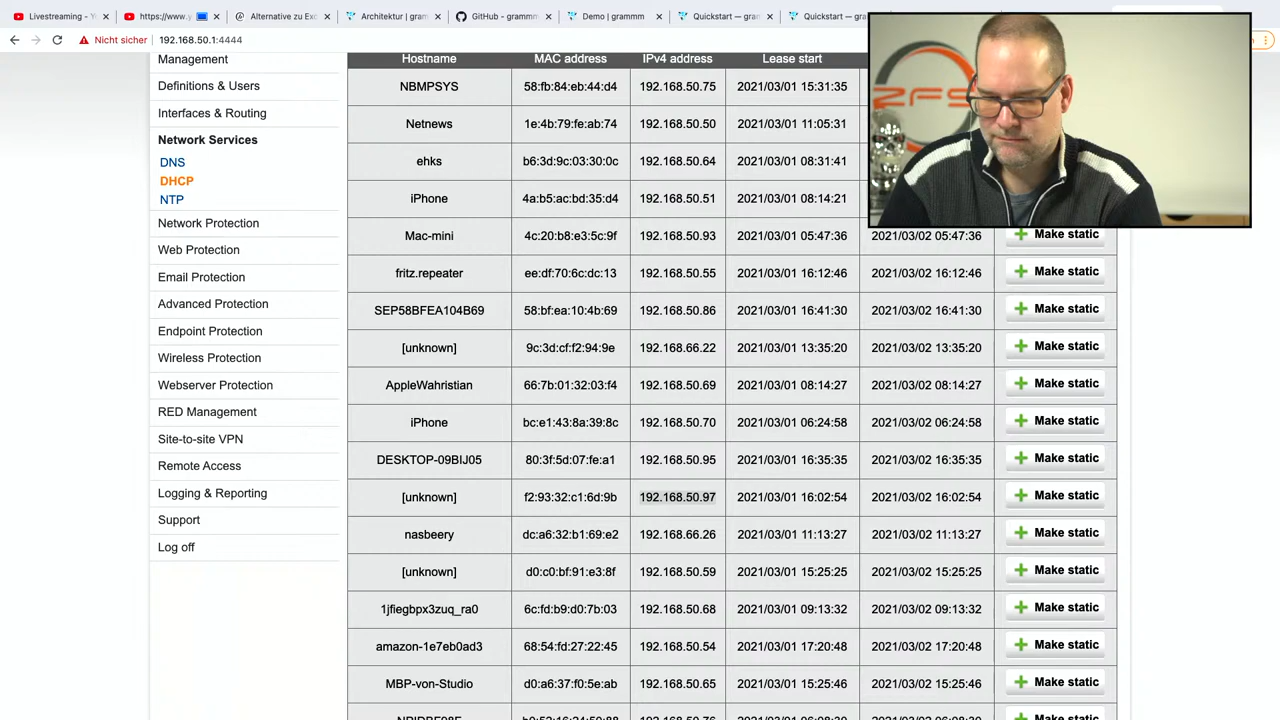 Livestreaming - Y
https://www.y
Alternative zu Exc
Architektur | gram
GitHub - grammm
Demo | grammm
Quickstart — gran
Quickstart — gran
Nicht sicher
192.168.50.1:4444
ZFS
Management
Definitions & Users
Interfaces & Routing
Network Services
DNS
DHCP
NTP
Network Protection
Web Protection
Email Protection
Advanced Protection
Endpoint Protection
Wireless Protection
Webserver Protection
RED Management
Site-to-site VPN
Remote Access
Logging & Reporting
Support
Log off
Hostname MAC address IPv4 address Lease start
NBMPSYS 58:fb:84:eb:44:d4 192.168.50.75 2021/03/01 15:31:35
Netnews 1e:4b:79:fe:ab:74 192.168.50.50 2021/03/01 11:05:31
ehks b6:3d:9c:03:30:0c 192.168.50.64 2021/03/01 08:31:41
iPhone 4a:b5:ac:bd:35:d4 192.168.50.51 2021/03/01 08:14:21
Mac-mini 4c:20:b8:e3:5c:9f 192.168.50.93 2021/03/01 05:47:36 2021/03/02 05:47:36 Make static
fritz.repeater ee:df:70:6c:dc:13 192.168.50.55 2021/03/01 16:12:46 2021/03/02 16:12:46 Make static
SEP58BFEA104B69 58:bf:ea:10:4b:69 192.168.50.86 2021/03/01 16:41:30 2021/03/02 16:41:30 Make static
[unknown] 9c:3d:cf:f2:94:9e 192.168.66.22 2021/03/01 13:35:20 2021/03/02 13:35:20 Make static
AppleWahristian 66:7b:01:32:03:f4 192.168.50.69 2021/03/01 08:14:27 2021/03/02 08:14:27 Make static
iPhone bc:e1:43:8a:39:8c 192.168.50.70 2021/03/01 06:24:58 2021/03/02 06:24:58 Make static
DESKTOP-09BIJ05 80:3f:5d:07:fe:a1 192.168.50.95 2021/03/01 16:35:35 2021/03/02 16:35:35 Make static
[unknown] f2:93:32:c1:6d:9b 192.168.50.97 2021/03/01 16:02:54 2021/03/02 16:02:54 Make static
nasbeery dc:a6:32:b1:69:e2 192.168.66.26 2021/03/01 11:13:27 2021/03/02 11:13:27 Make static
[unknown] d0:c0:bf:91:e3:8f 192.168.50.59 2021/03/01 15:25:25 2021/03/02 15:25:25 Make static
1jfiegbpx3zuq_ra0 6c:fd:b9:d0:7b:03 192.168.50.68 2021/03/01 09:13:32 2021/03/02 09:13:32 Make static
amazon-1e7eb0ad3 68:54:fd:27:22:45 192.168.50.54 2021/03/01 17:20:48 2021/03/02 17:20:48 Make static
MBP-von-Studio d0:a6:37:f0:5e:ab 192.168.50.65 2021/03/01 15:25:46 2021/03/02 15:25:46 Make static